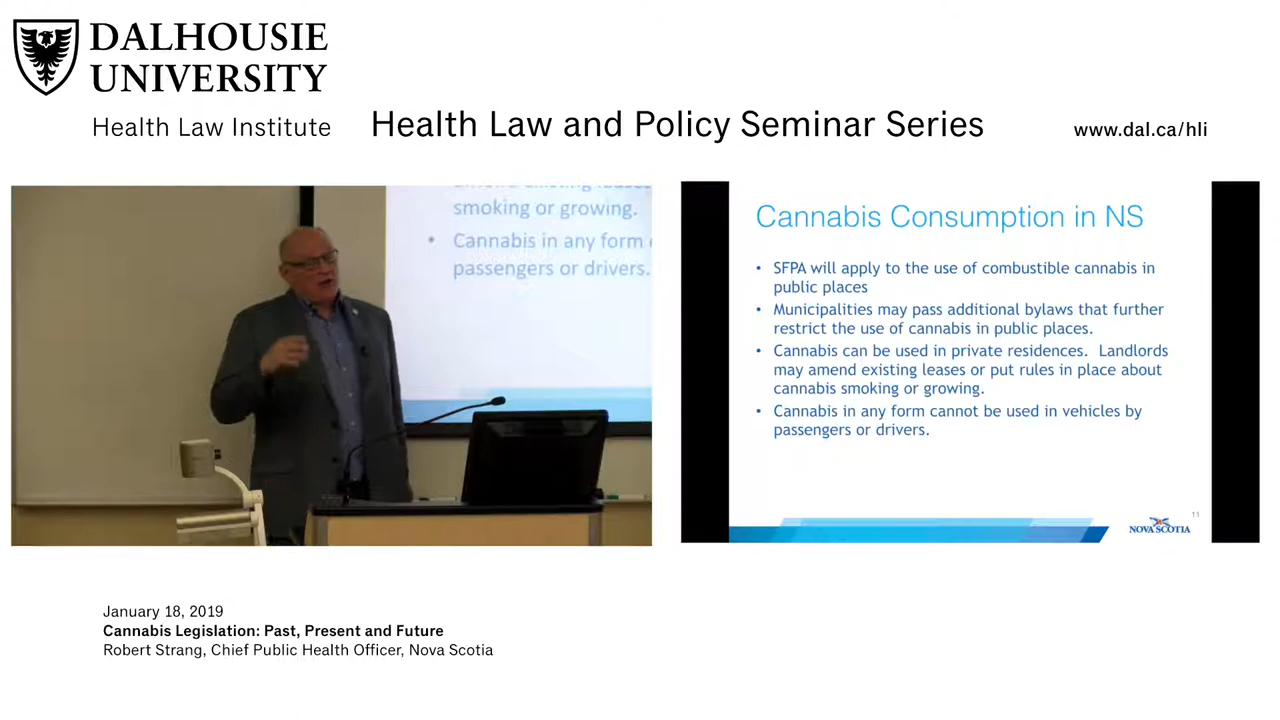 DALHOUSIE
UNIVERSITY
Health Law Institute
Health Law and Policy Seminar Series
www.dal.ca/hli
smoking or growing.
• Cannabis in any form
passengers or drivers.
Cannabis Consumption in NS
• SFPA will apply to the use of combustible cannabis in
public places
• Municipalities may pass additional bylaws that further
restrict the use of cannabis in public places.
• Cannabis can be used in private residences. Landlords
may amend existing leases or put rules in place about
cannabis smoking or growing.
• Cannabis in any form cannot be used in vehicles by
passengers or drivers.
11
NOVA SCOTIA
January 18, 2019
Cannabis Legislation: Past, Present and Future
Robert Strang, Chief Public Health Officer, Nova Scotia